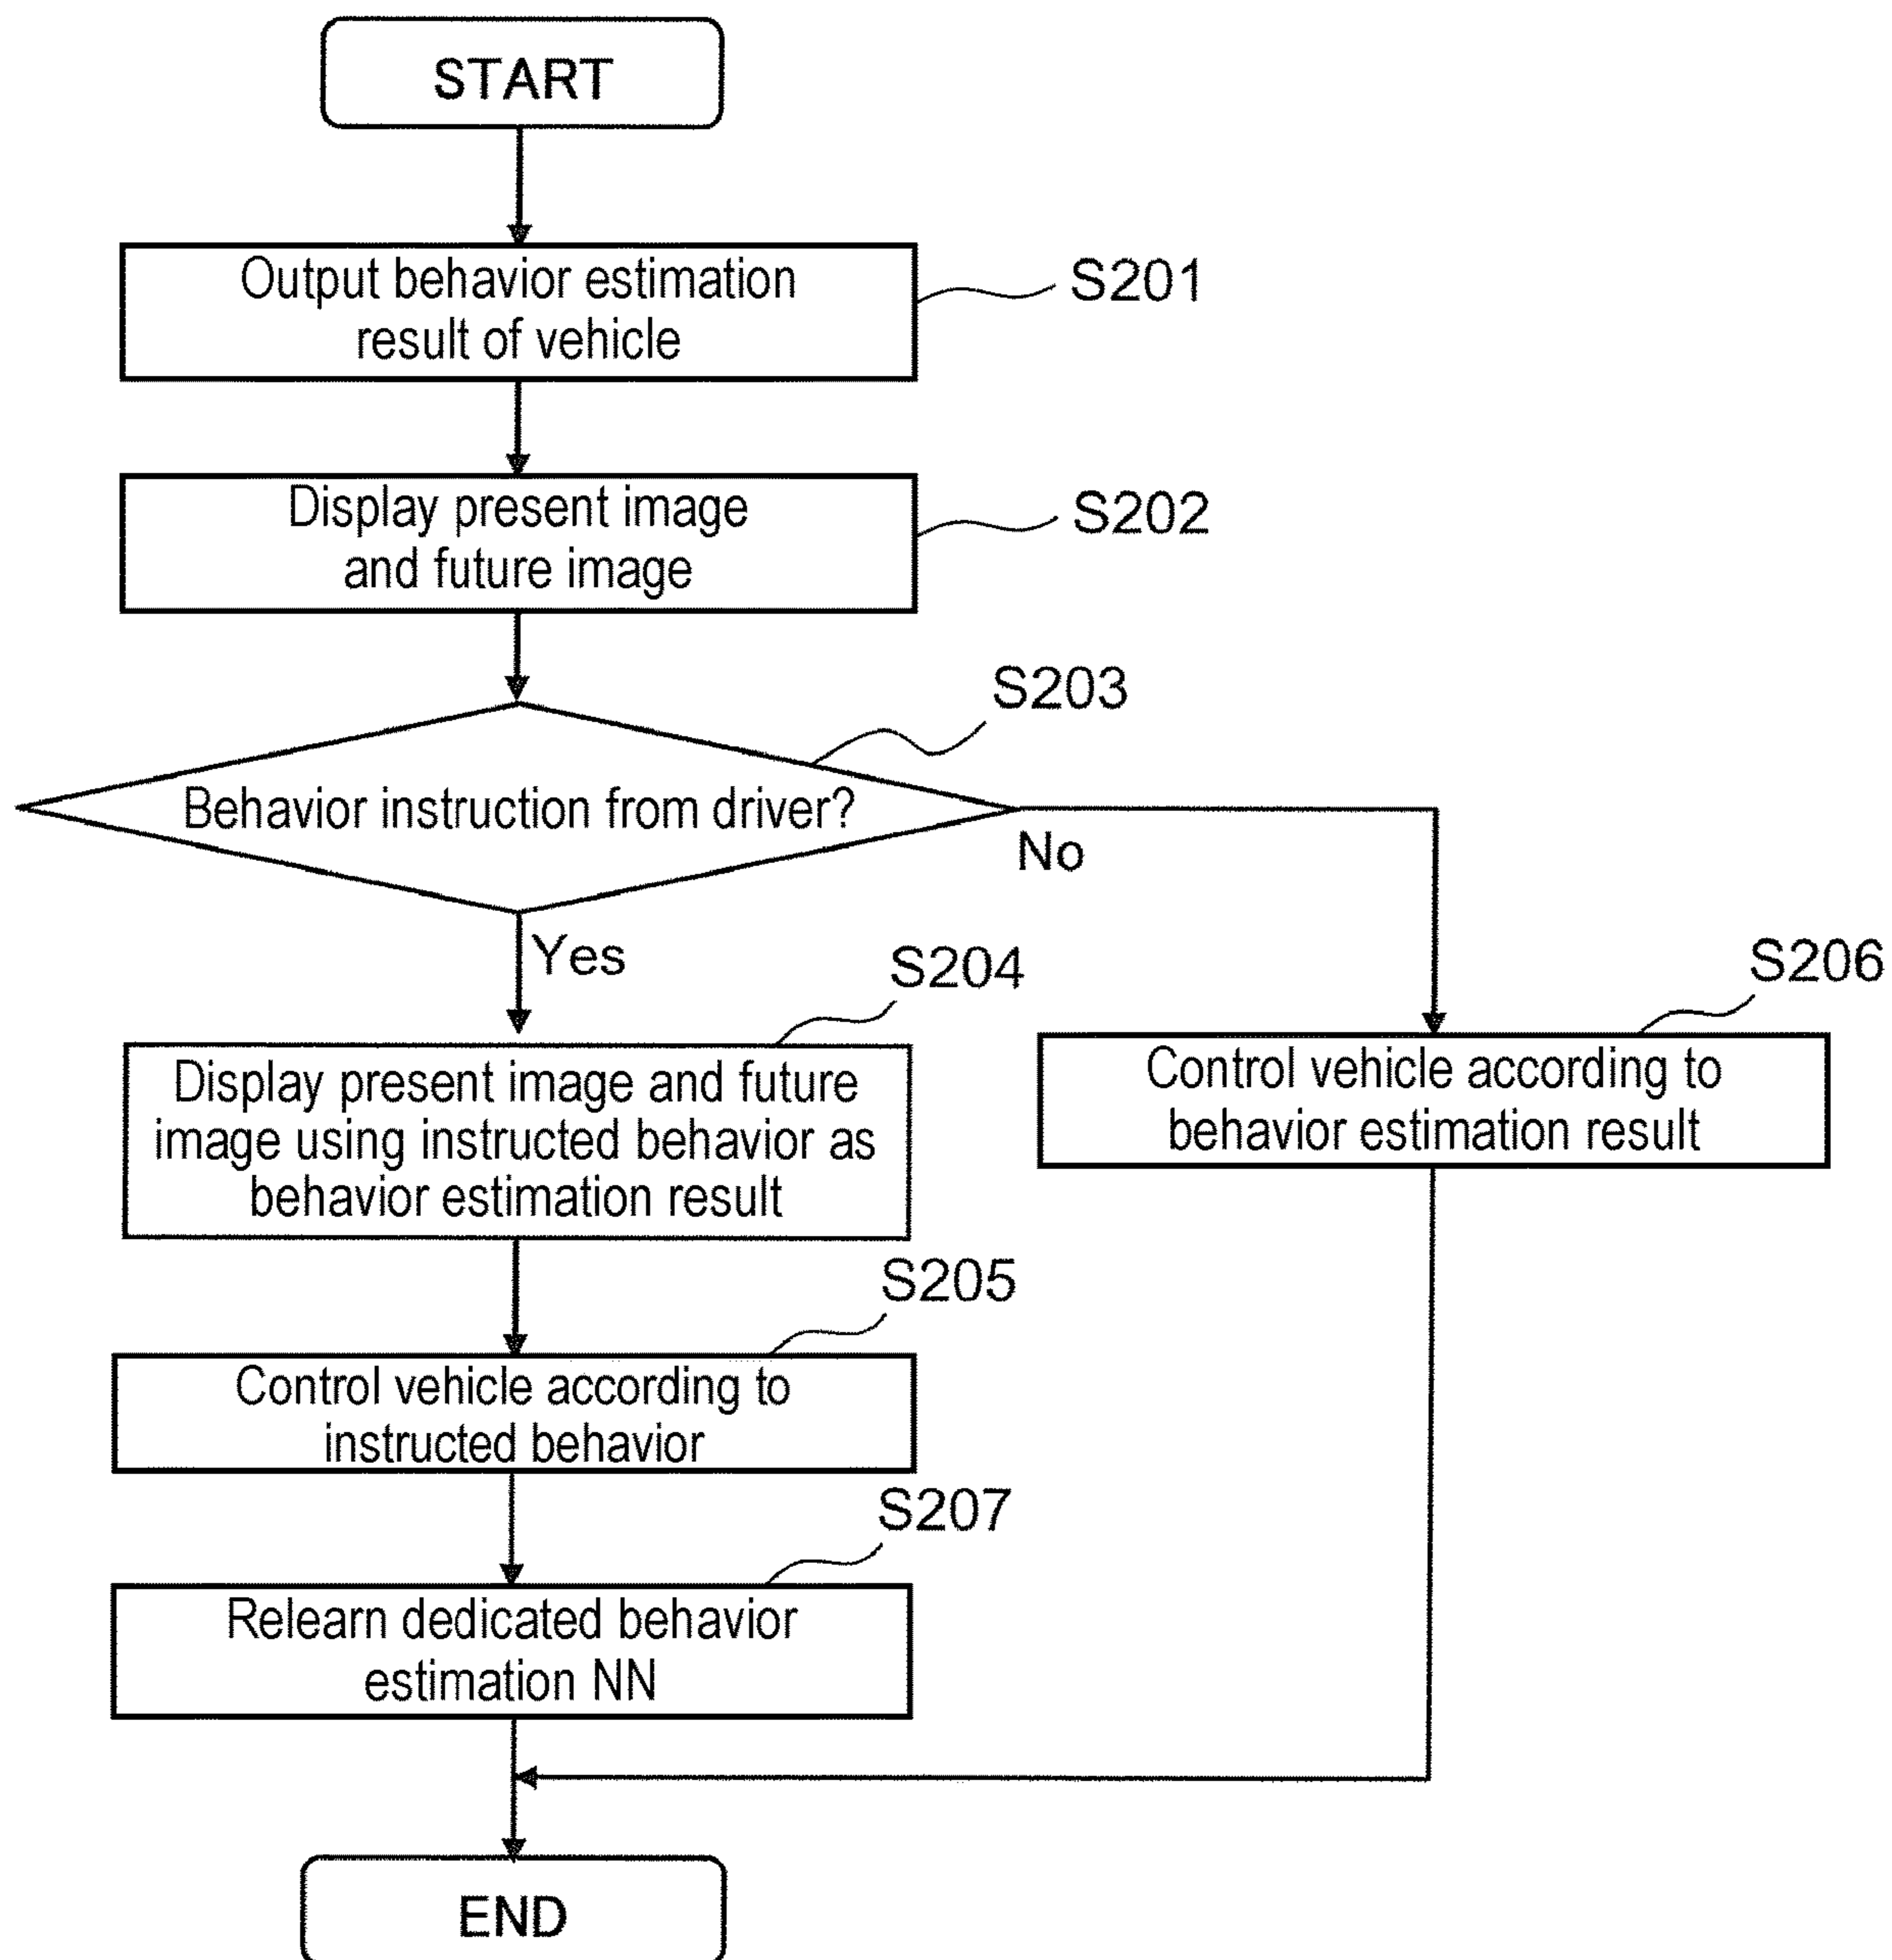 START
Output behavior estimation
result of vehicle
S201
Display present image
and future image
S202
S203
Behavior instruction from driver?
No
Yes
S204
Display present image and future
image using instructed behavior as
behavior estimation result
S206
Control vehicle according to
behavior estimation result
S205
Control vehicle according to
instructed behavior
S207
Relearn dedicated behavior
estimation NN
END